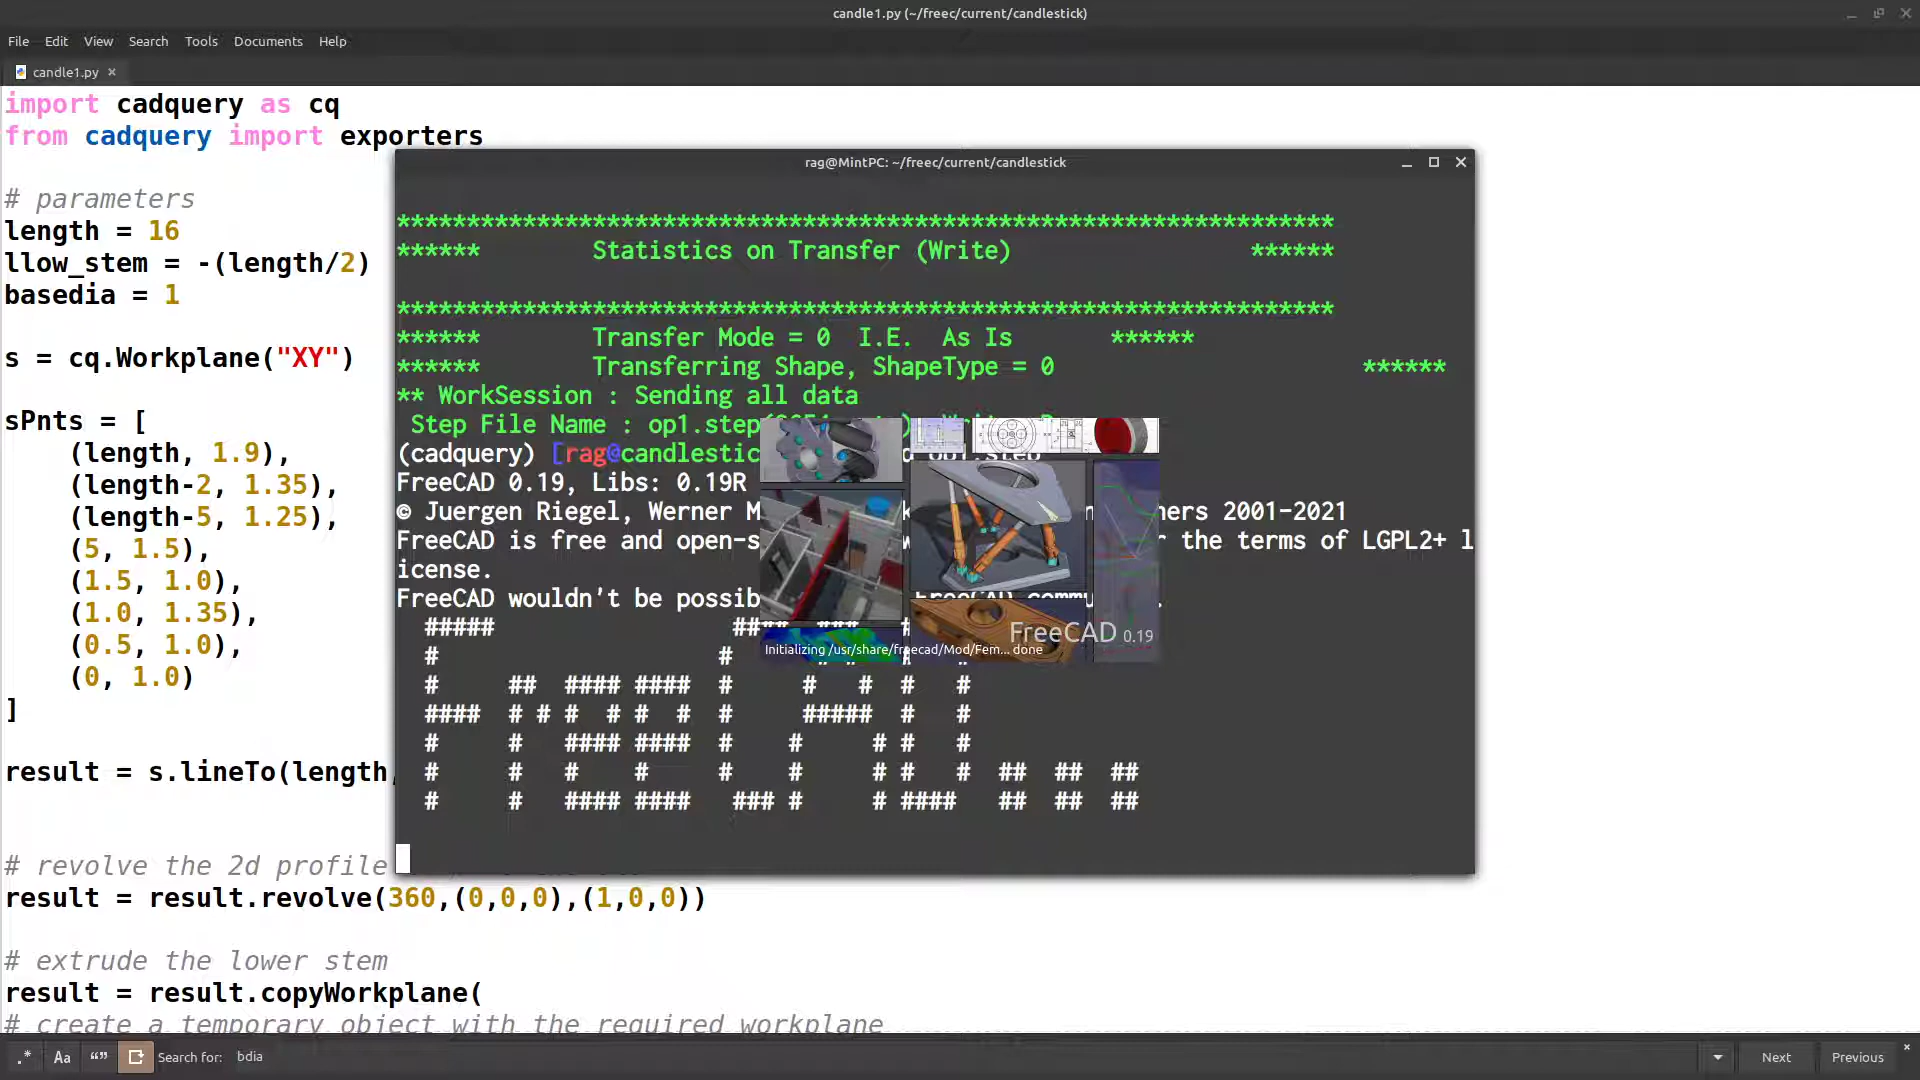 candle1.py (~/freec/current/candlestick)
File Edit View Search Tools Documents Help
candle1.py
import cadquery as cq
from cadquery import exporters
# parameters
length = 16
llow_stem = -(length/2)
basedia = 1
s = cq.Workplane("XY")
sPnts = [
(length, 1.9),
(length-2, 1.35),
(length-5, 1.25),
(5, 1.5),
(1.5, 1.0),
(1.0, 1.35),
(0.5, 1.0),
(0, 1.0)
]
result = s.lineTo(length,
# revolve the 2d profile
result = result.revolve(360,(0,0,0),(1,0,0))
# extrude the lower stem
result = result.copyWorkplane(
# create a temporary object with the required workplane
rag@MintPC: ~/freec/current/candlestick
*******************************************************************
****** Statistics on Transfer (Write) ******
*******************************************************************
****** Transfer Mode = 0 I.E. As Is ******
****** Transferring Shape, ShapeType = 0 ******
** WorkSession : Sending all data
Step File Name : op1.step
(cadquery) [rag@candlestic op1.step
FreeCAD 0.19, Libs: 0.19R
© Juergen Riegel, Werner M 2001-2021
FreeCAD is free and open-s the terms of LGPL2+ l
icense.
FreeCAD wouldn't be possib FreeCAD
##### #### ### #
# # # # #
# ## #### #### # # # # #
#### # # # # # # # # ##### # #
# # #### #### # # # # #
# # # # # # # # # ## ## ##
# # #### #### ### # # #### ## ## ##
FreeCAD 0.19
Initializing /usr/share/freecad/Mod/Fem... done
.* Aa “” Search for: bdia Next Previous